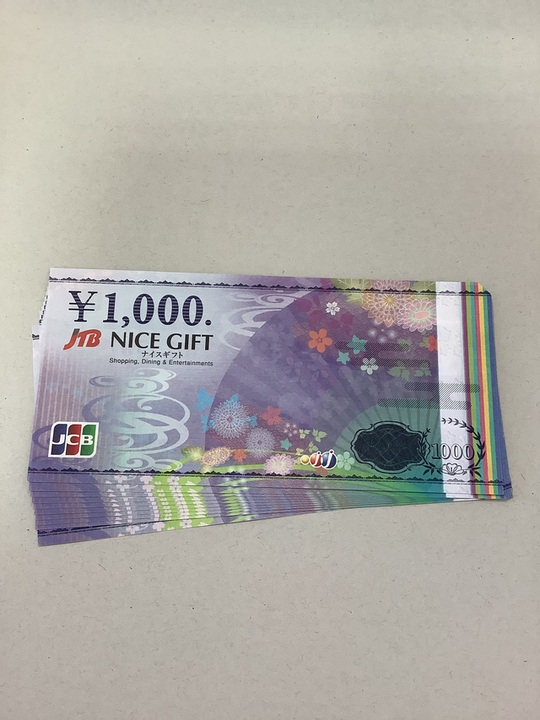 ¥1,000.
JTB NICE GIFT
ナイスギフト
Shopping, Dining & Entertainments
JCB
1000